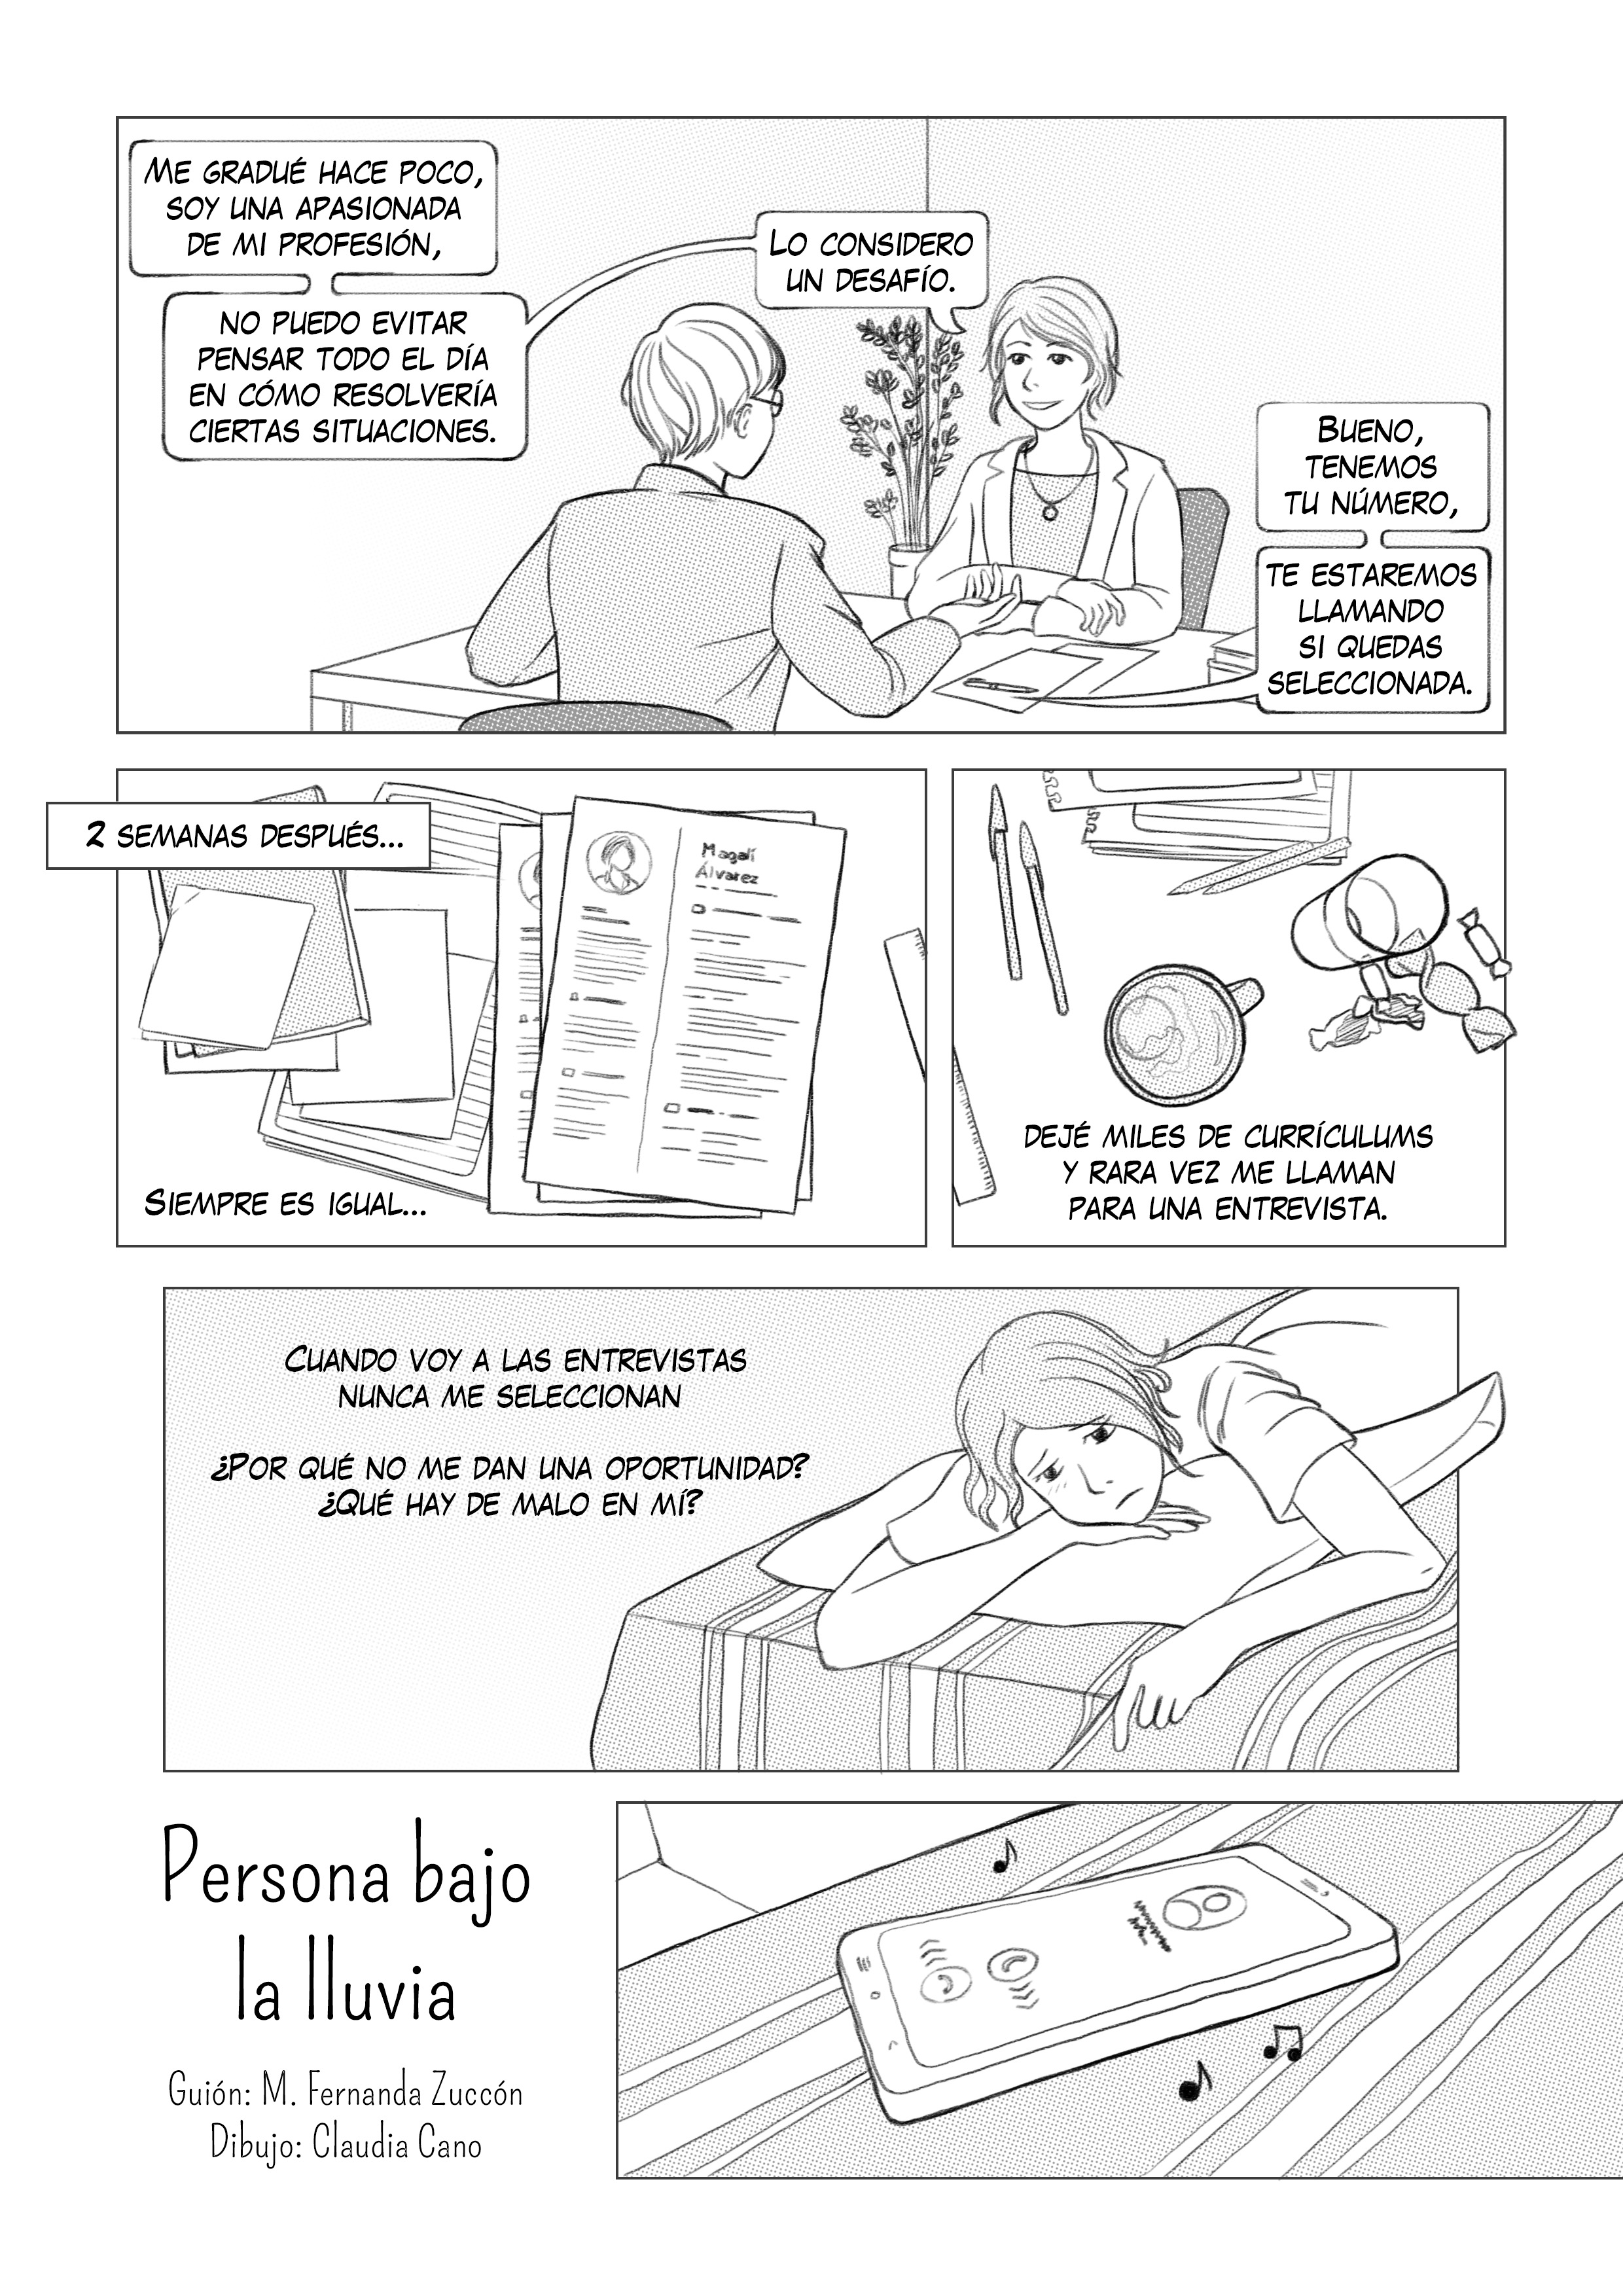 ME GRADUÉ HACE POCO,
SOY UNA APASIONADA
DE MI PROFESIÓN,
NO PUEDO EVITAR
PENSAR TODO EL DÍA
EN CÓMO RESOLVERÍA
CIERTAS SITUACIONES.
LO CONSIDERO
UN DESAFÍO.
BUENO,
TENEMOS
TU NÚMERO,
TE ESTAREMOS
LLAMANDO
SI QUEDAS
SELECCIONADA.
2 SEMANAS DESPUÉS...
Magalí
Álvarez
SIEMPRE ES IGUAL...
DEJÉ MILES DE CURRÍCULUMS
Y RARA VEZ ME LLAMAN
PARA UNA ENTREVISTA.
CUANDO VOY A LAS ENTREVISTAS
NUNCA ME SELECCIONAN
¿POR QUÉ NO ME DAN UNA OPORTUNIDAD?
¿QUÉ HAY DE MALO EN MÍ?
Persona bajo
la lluvia
Guión: M. Fernanda Zuccón
Dibujo: Claudia Cano